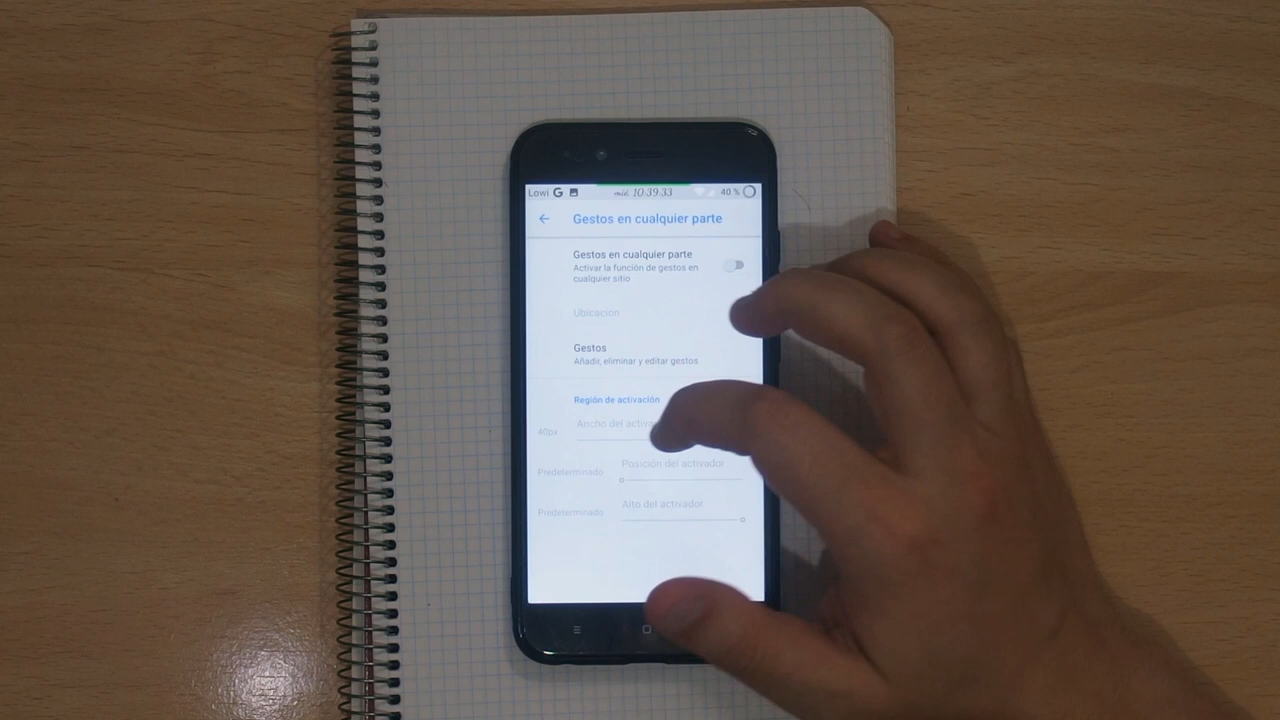 Lowi G mié. 10:39:33 40 %
Gestos en cualquier parte
Gestos en cualquier parte
Activar la función de gestos en
cualquier sitio
Ubicacion
Gestos
Añadir, eliminar y editar gestos
Región de activación
Ancho del
40px
Posición del activador
Predeterminado
Alto del activador
Predeterminado